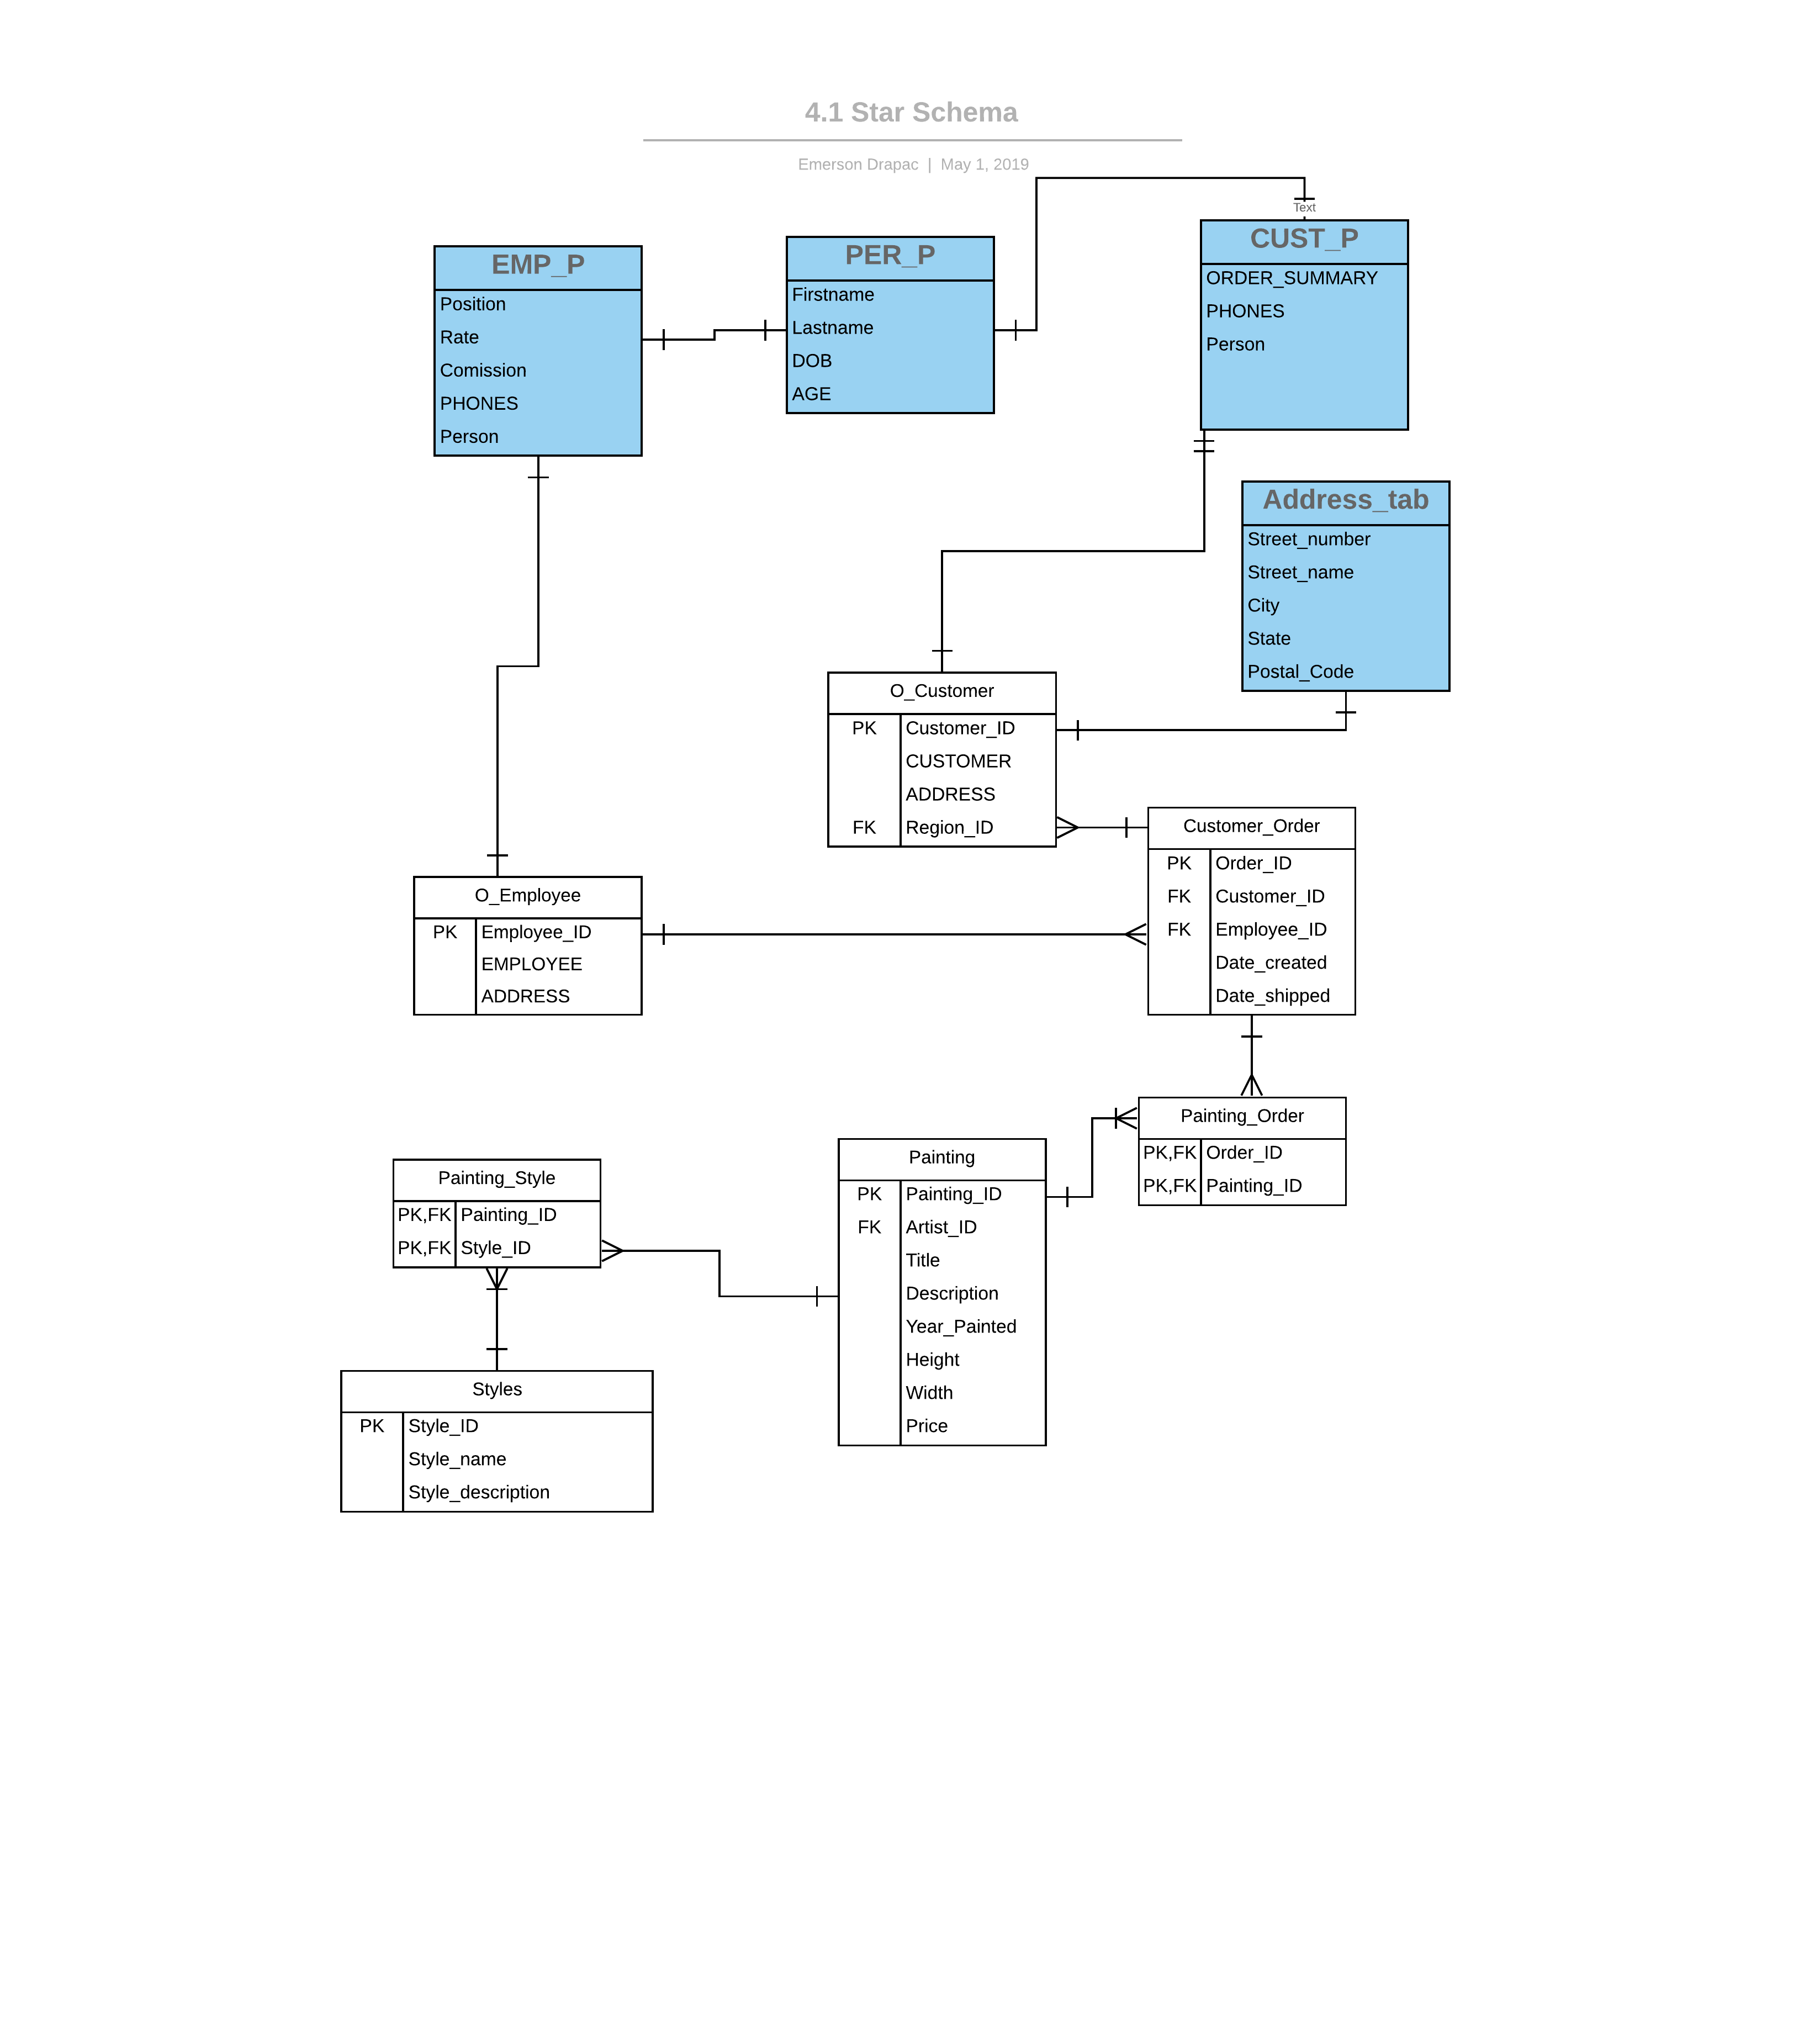 4.1 Star Schema
Emerson Drapac | May 1, 2019
Text
EMP_P
Position
Rate
Comission
PHONES
Person
PER_P
Firstname
Lastname
DOB
AGE
CUST_P
ORDER_SUMMARY
PHONES
Person
Address_tab
Street_number
Street_name
City
State
Postal_Code
O_Customer
PK Customer_ID
CUSTOMER
ADDRESS
FK Region_ID
Customer_Order
PK Order_ID
FK Customer_ID
FK Employee_ID
Date_created
Date_shipped
O_Employee
PK Employee_ID
EMPLOYEE
ADDRESS
Painting_Order
PK,FK Order_ID
PK,FK Painting_ID
Painting
PK Painting_ID
FK Artist_ID
Title
Description
Year_Painted
Height
Width
Price
Painting_Style
PK,FK Painting_ID
PK,FK Style_ID
Styles
PK Style_ID
Style_name
Style_description